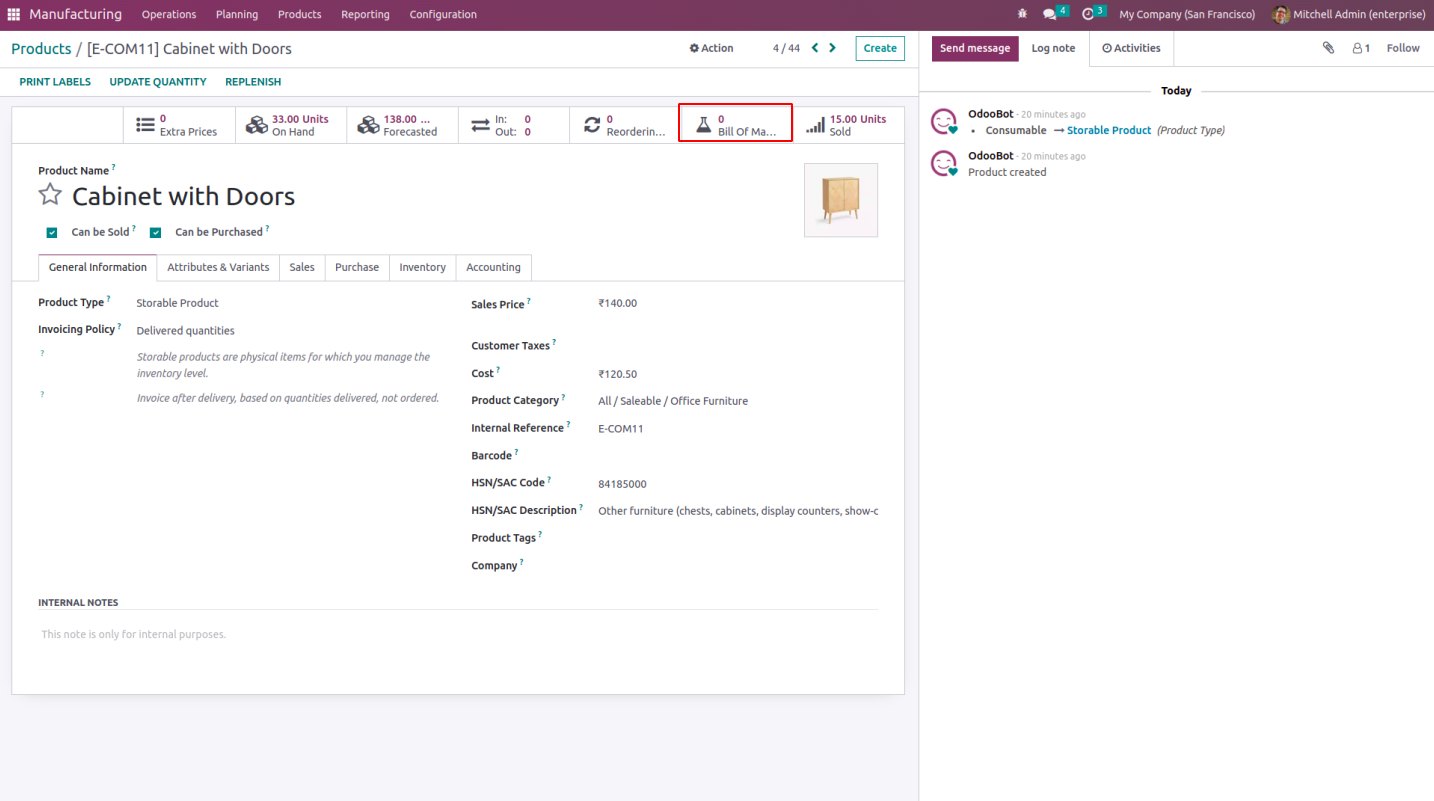 Manufacturing Operations Planning Products Reporting Configuration 4 3 My Company (San Francisco) Mitchell Admin (enterprise)
Products / [E-COM11] Cabinet with Doors Action 4 / 44 Create
PRINT LABELS UPDATE QUANTITY REPLENISH
0 Extra Prices
33.00 Units On Hand
138.00 ... Forecasted
In: 0
Out: 0
0 Reorderin...
0 Bill Of Ma...
15.00 Units Sold
Product Name ?
Cabinet with Doors
Can be Sold ? Can be Purchased ?
General Information Attributes & Variants Sales Purchase Inventory Accounting
Product Type ? Storable Product
Invoicing Policy ? Delivered quantities
? Storable products are physical items for which you manage the
inventory level.
? Invoice after delivery, based on quantities delivered, not ordered.
Sales Price ? ₹140.00
Customer Taxes ?
Cost ? ₹120.50
Product Category ? All / Saleable / Office Furniture
Internal Reference ? E-COM11
Barcode ?
HSN/SAC Code ? 84185000
HSN/SAC Description ? Other furniture (chests, cabinets, display counters, show-c
Product Tags ?
Company ?
INTERNAL NOTES
This note is only for internal purposes.
Send message Log note Activities 1 Follow
Today
OdooBot - 20 minutes ago
• Consumable → Storable Product (Product Type)
OdooBot - 20 minutes ago
Product created